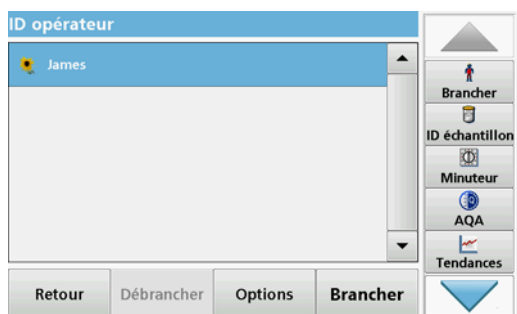 ID opérateur
James
Brancher
ID échantillon
Minuteur
AQA
Tendances
Retour
Débrancher
Options
Brancher